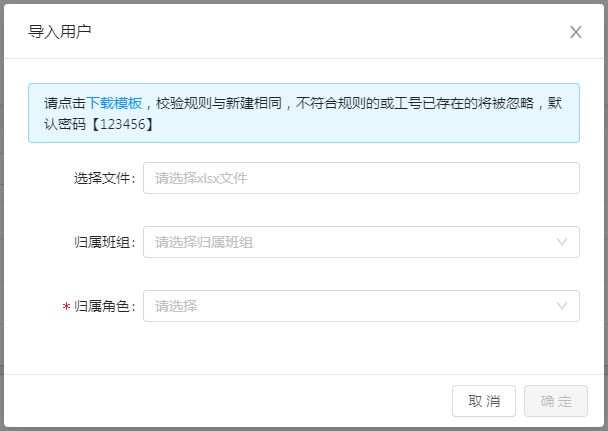 导入用户
X
请点击下载模板，校验规则与新建相同，不符合规则的或工号已存在的将被忽略，默
认密码【123456】
选择文件: 请选择xlsx文件
归属班组: 请选择归属班组
* 归属角色: 请选择
取 消 确 定